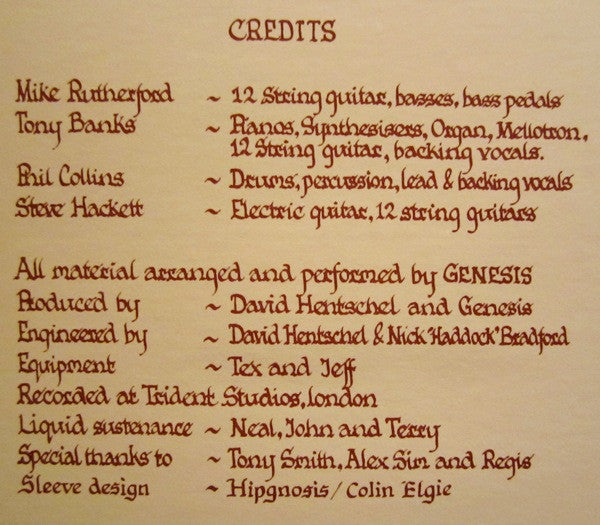 CREDITS
Mike Rutherford ~ 12 String guitar, basses, bass pedals
Tony Banks ~ Pianos, Synthesisers, Organ, Mellotron,
12 String guitar, backing vocals.
Phil Collins ~ Drums, percussion, lead & backing vocals
Steve Hackett ~ Electric guitar, 12 string guitars
All material arranged and performed by GENESIS
Produced by ~ David Hentschel and Genesis
Engineered by ~ David Hentschel & Nick 'Haddock' Bradford
Equipment ~ Tex and Jeff
Recorded at Trident Studios, london
Liquid sustenance ~ Neal, John and Terry
Special thanks to ~ Tony Smith, Alex Sim and Regis
Sleeve design ~ Hipgnosis / Colin Elgie